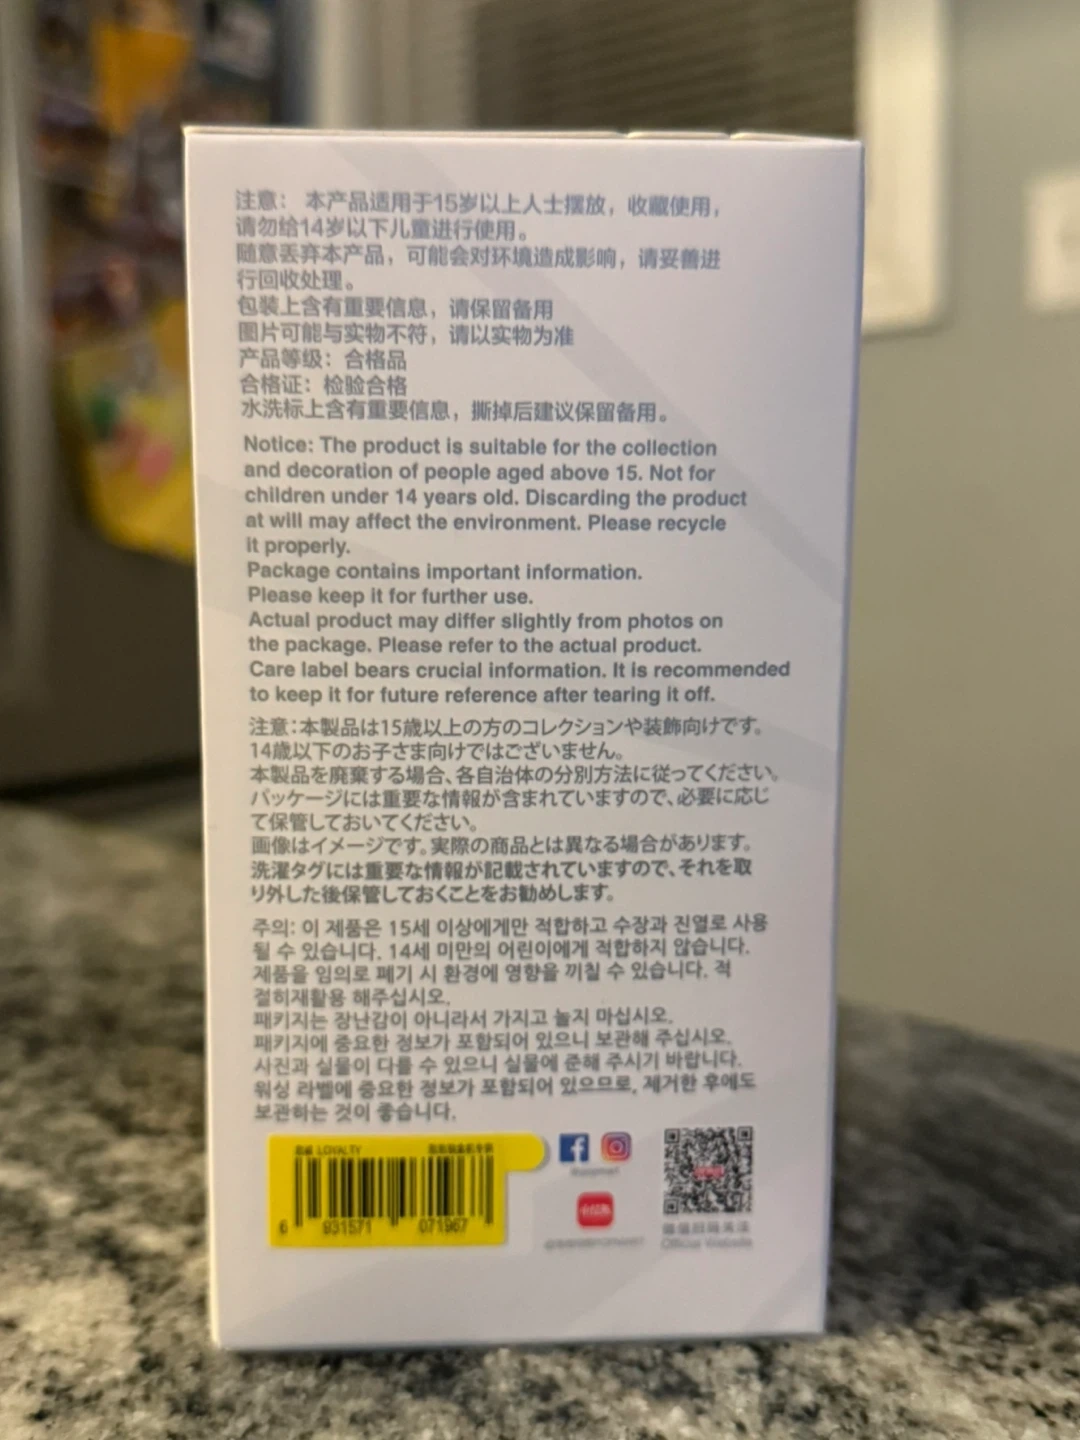 注意： 本产品适用于15岁以上人士摆放，收藏使用，
请勿给14岁以下儿童进行使用。
随意丢弃本产品，可能会对环境造成影响，请妥善进
行回收处理。
包装上含有重要信息，请保留备用
图片可能与实物不符，请以实物为准
产品等级：合格品
合格证：检验合格
水洗标上含有重要信息，撕掉后建议保留备用。
Notice: The product is suitable for the collection
and decoration of people aged above 15. Not for
children under 14 years old. Discarding the product
at will may affect the environment. Please recycle
it properly.
Package contains important information.
Please keep it for further use.
Actual product may differ slightly from photos on
the package. Please refer to the actual product.
Care label bears crucial information. It is recommended
to keep it for future reference after tearing it off.
注意：本製品は15歳以上の方のコレクションや装飾向けです。
14歳以下のお子さま向けではございません。
本製品を廃棄する場合、各自治体の分別方法に従ってください。
パッケージには重要な情報が含まれていますので、必要に応じ
て保管しておいてください。
画像はイメージです。実際の商品とは異なる場合があります。
洗濯タグには重要な情報が記載されていますので、それを取
り外した後保管しておくことをお勧めします。
주의: 이 제품은 15세 이상에게만 적합하고 수장과 진열로 사용
될 수 있습니다. 14세 미만의 어린이에게 적합하지 않습니다.
제품을 임의로 폐기 시 환경에 영향을 끼칠 수 있습니다. 적
절히재활용 해주십시오.
패키지는 장난감이 아니라서 가지고 놀지 마십시오.
패키지에 중요한 정보가 포함되어 있으니 보관해 주십시오.
사진과 실물이 다를 수 있으니 실물에 준해 주시기 바랍니다.
워싱 라벨에 중요한 정보가 포함되어 있으므로, 제거한 후에도
보관하는 것이 좋습니다.
LOYALTY
6 931571 071967
小红书
Official Website